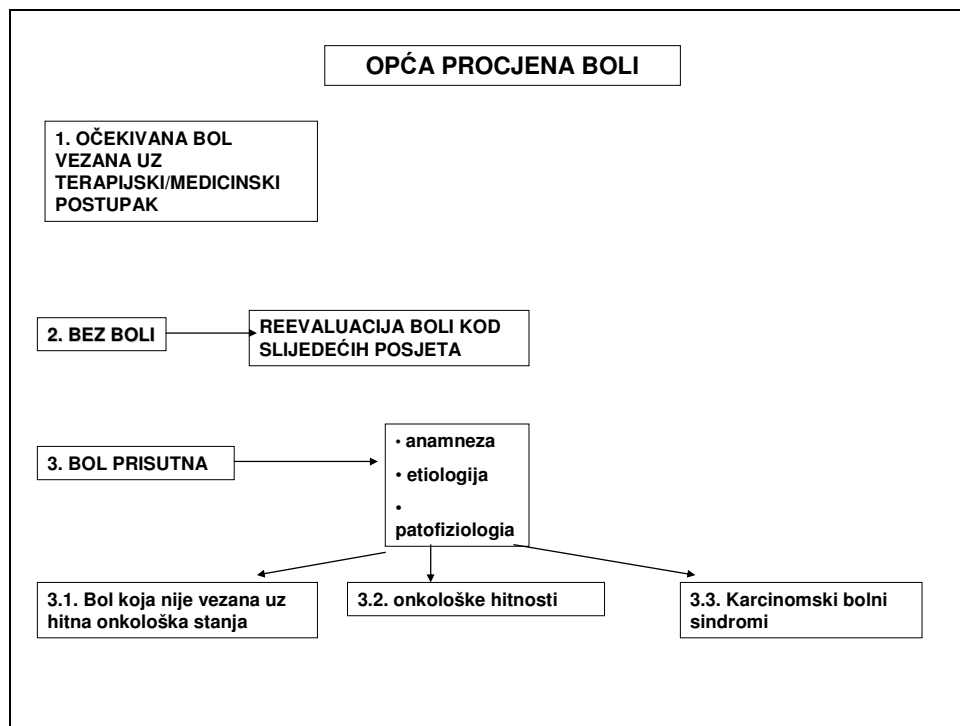 OPĆA PROCJENA BOLI
1. OČEKIVANA BOL
VEZANA UZ
TERAPIJSKI/MEDICINSKI
POSTUPAK
2. BEZ BOLI
REEVALUACIJA BOLI KOD
SLIJEDEĆIH POSJETA
3. BOL PRISUTNA
• anamneza
• etiologija
•
patofiziologia
3.1. Bol koja nije vezana uz
hitna onkološka stanja
3.2. onkološke hitnosti
3.3. Karcinomski bolni
sindromi